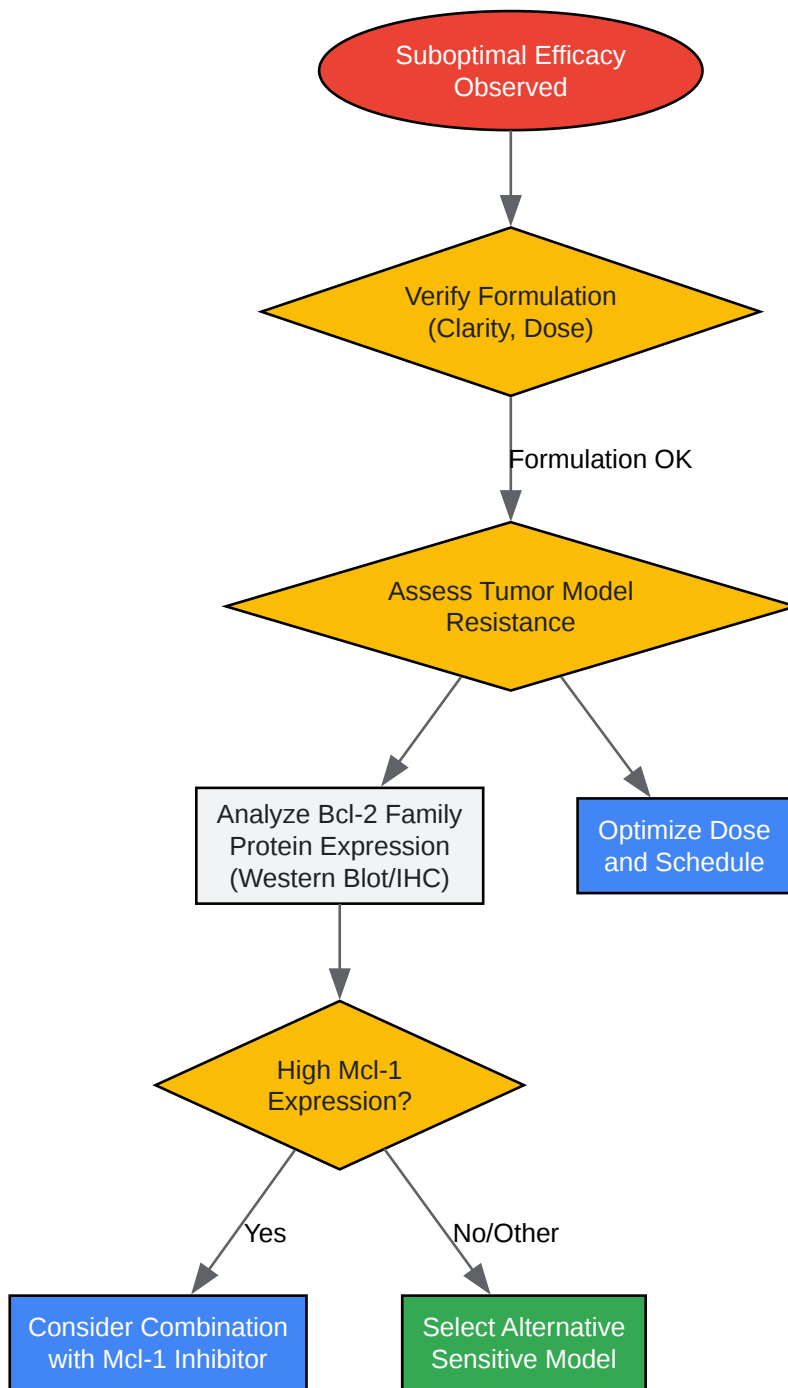 Suboptimal Efficacy
Observed
Verify Formulation
(Clarity, Dose)
Formulation OK
Assess Tumor Model
Resistance
Analyze Bcl-2 Family
Protein Expression
(Western Blot/IHC)
Optimize Dose
and Schedule
High Mcl-1
Expression?
Yes
No/Other
Consider Combination
with Mcl-1 Inhibitor
Select Alternative
Sensitive Model